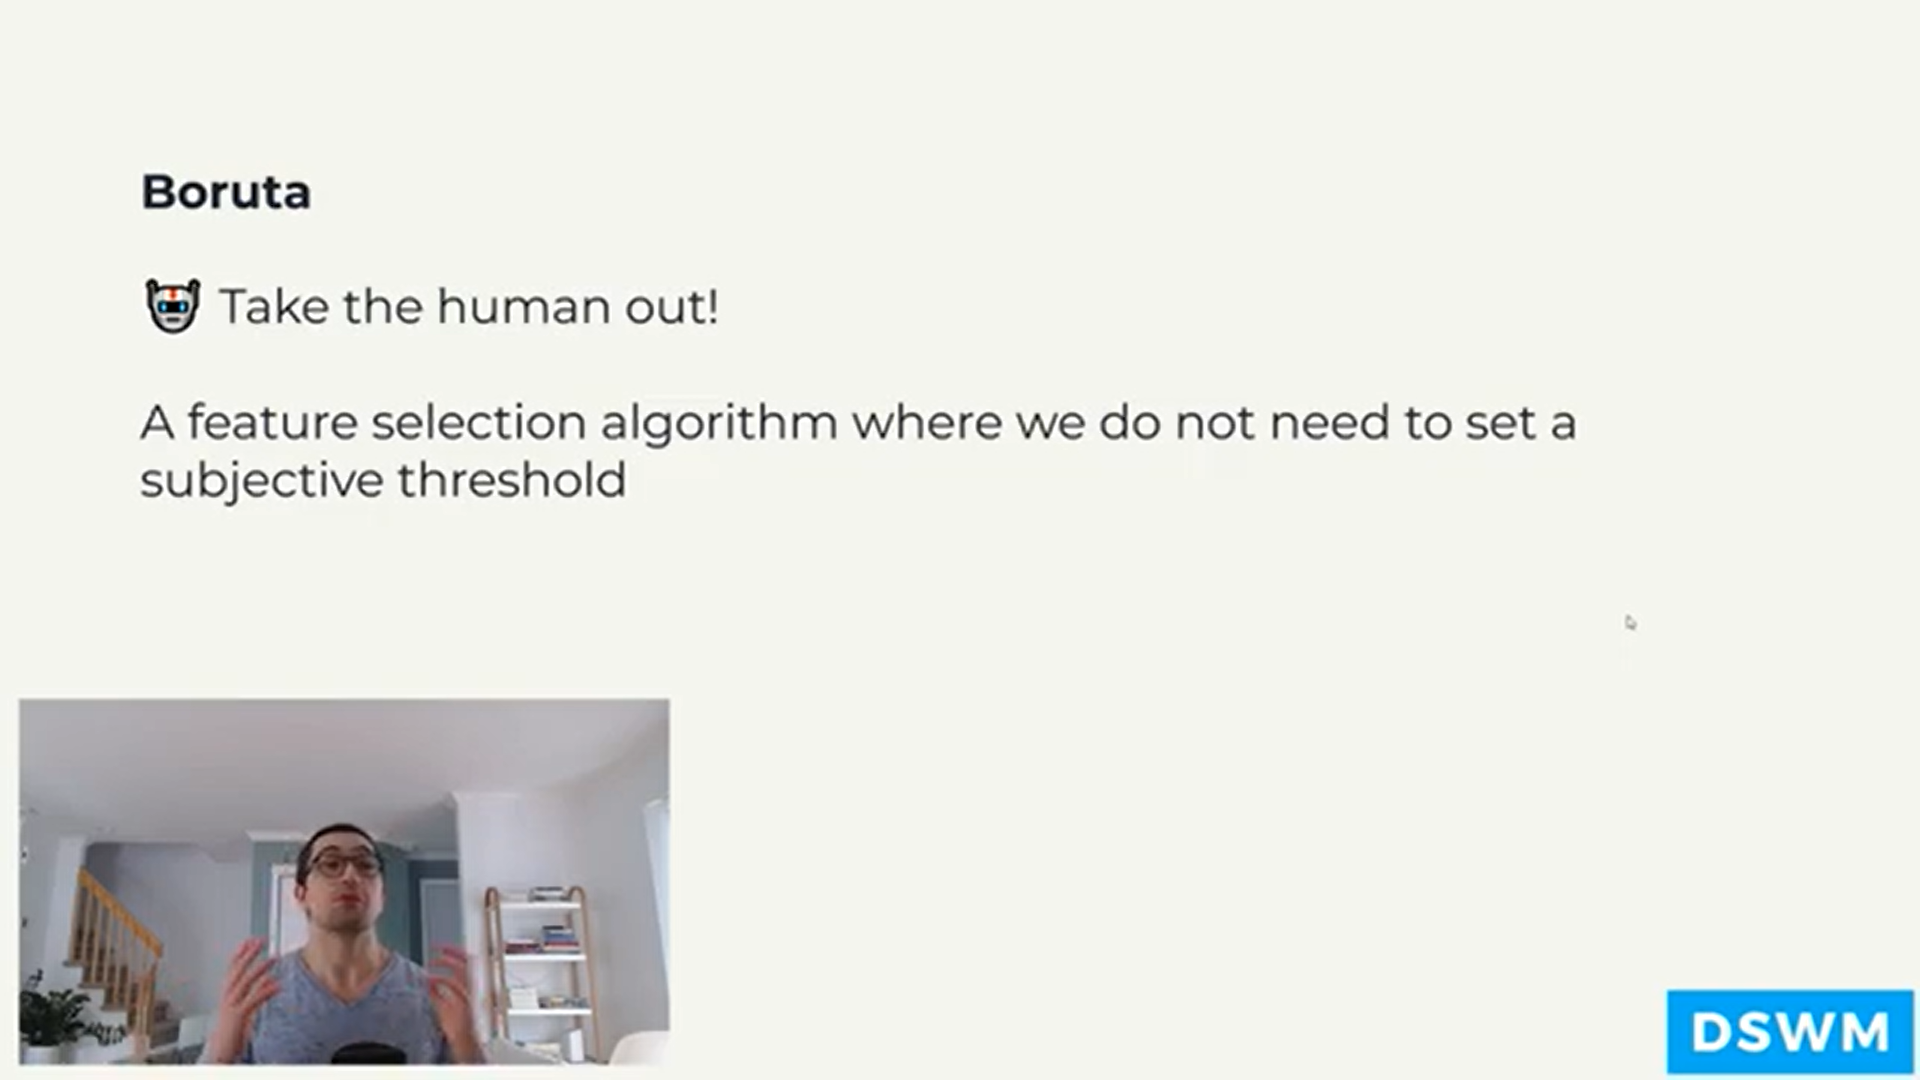 Boruta
Take the human out!
A feature selection algorithm where we do not need to set a
subjective threshold
DSWM